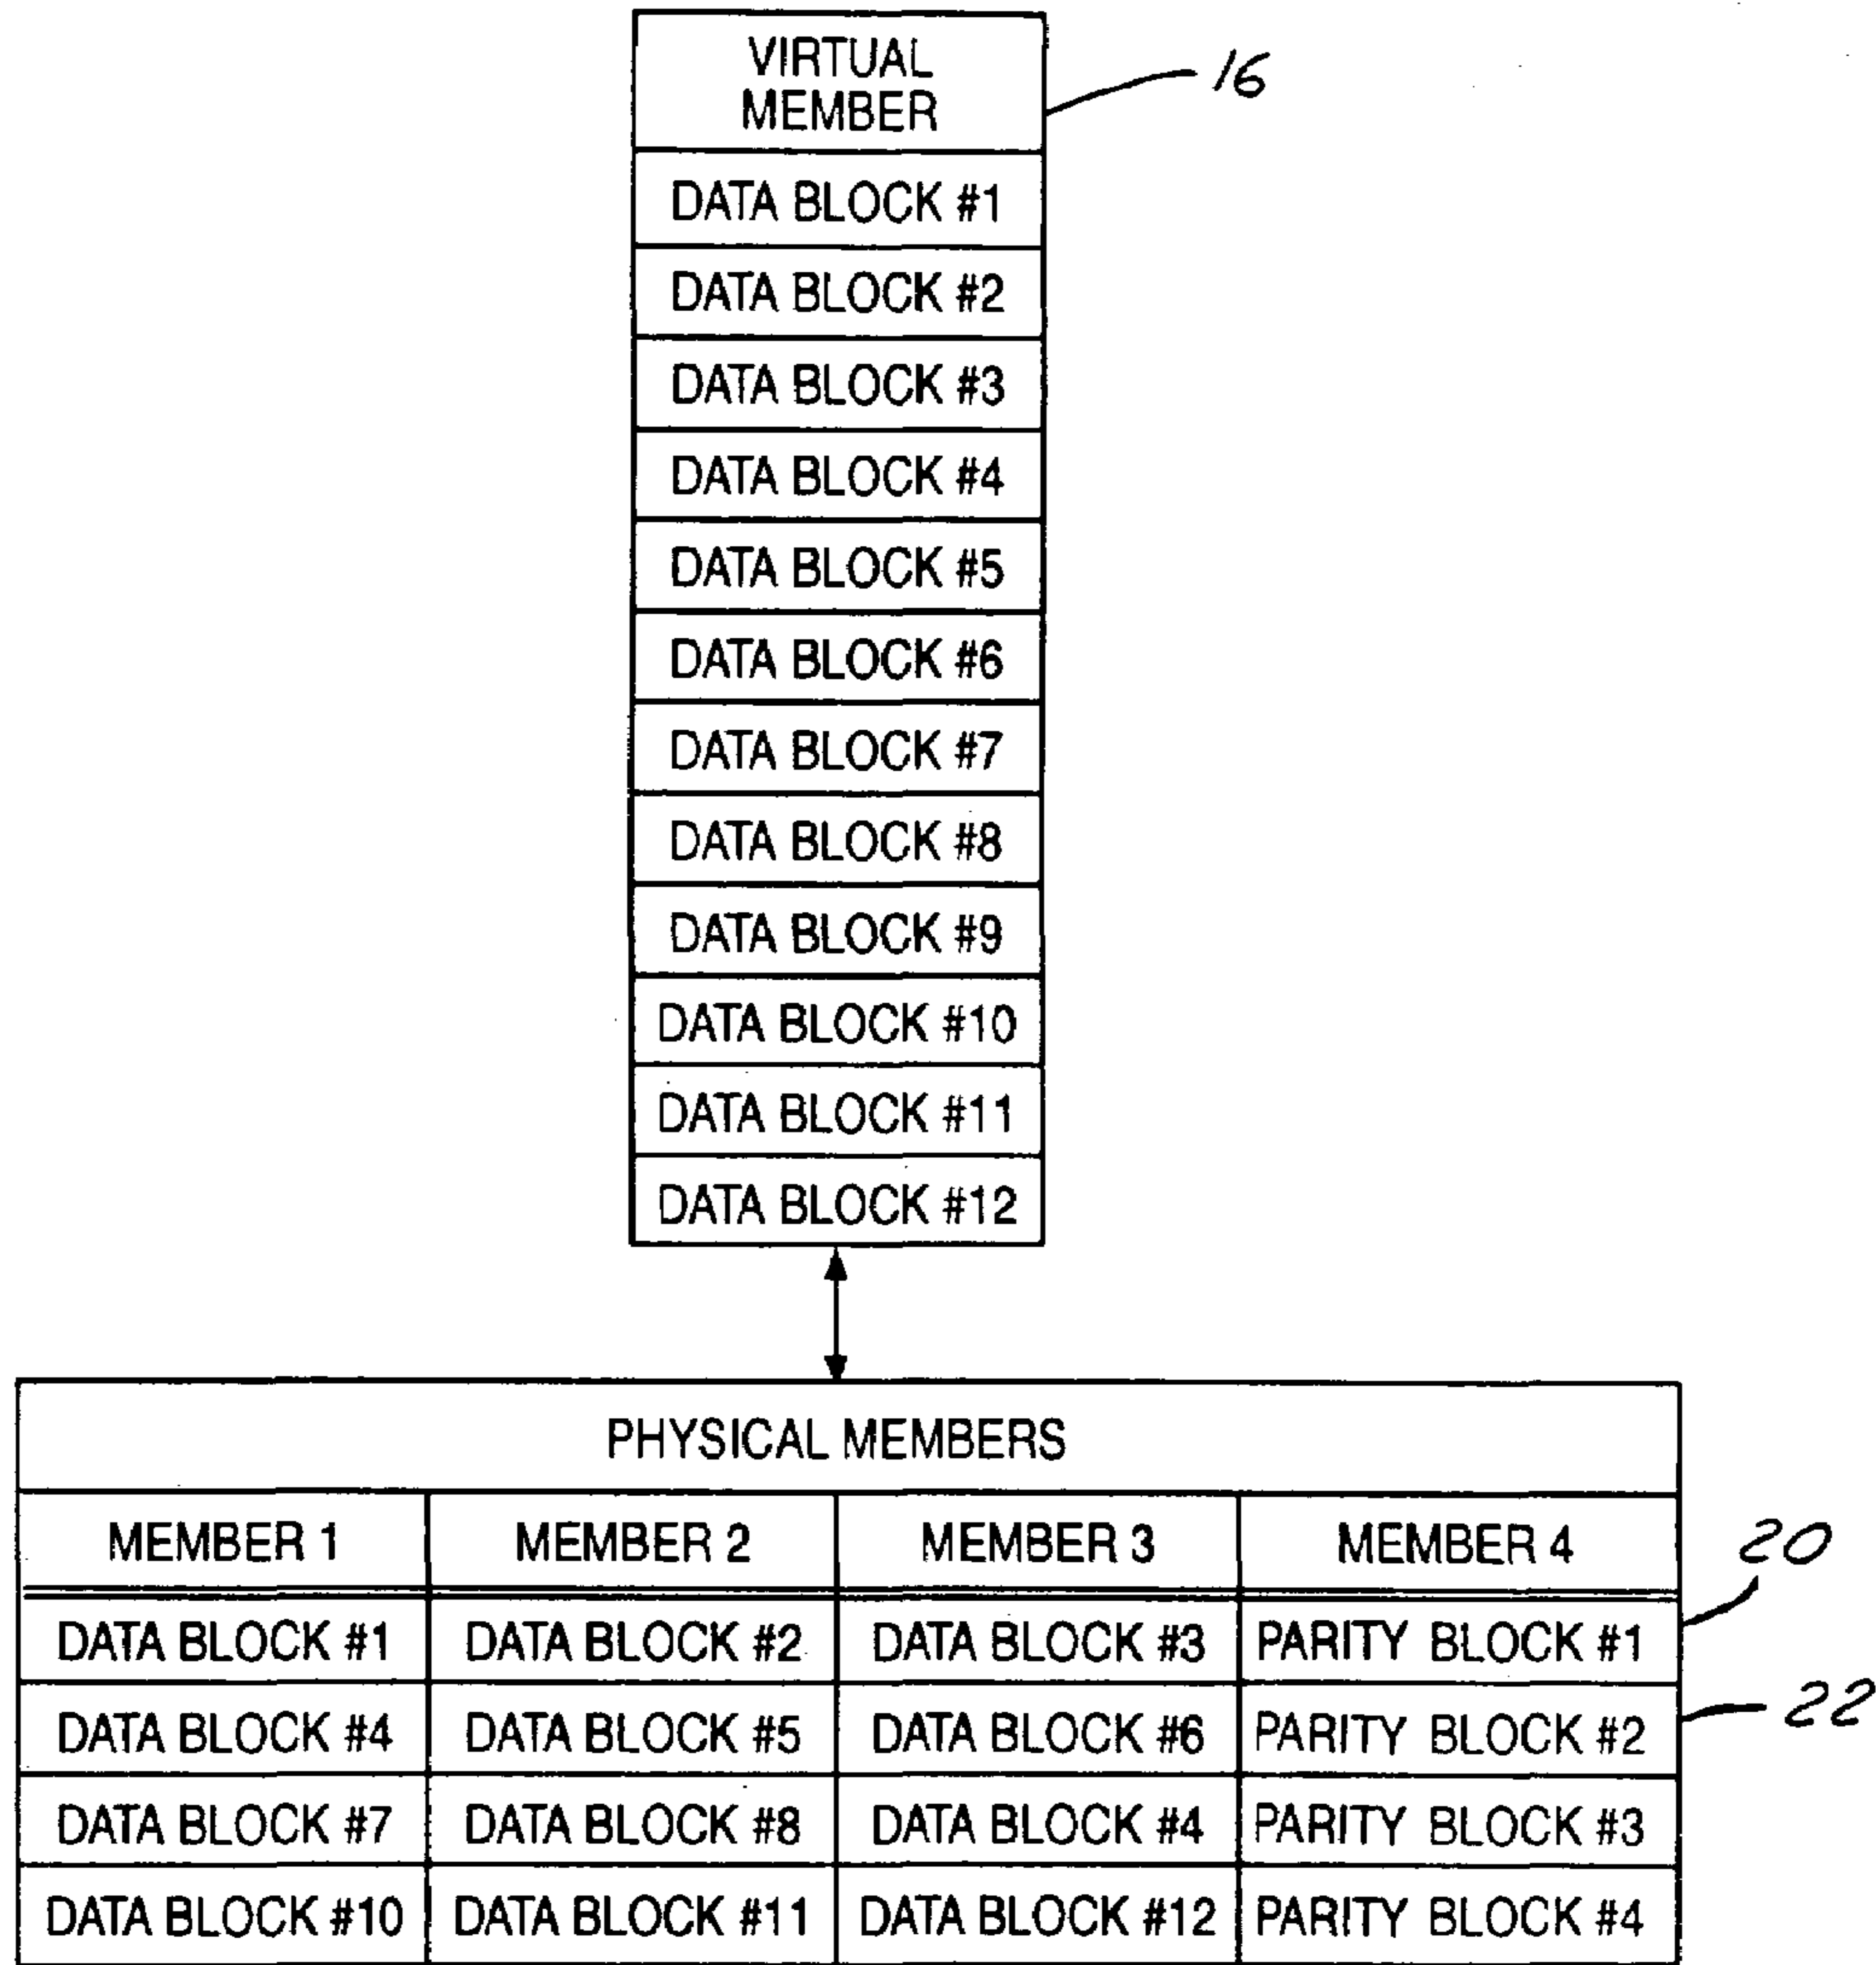 VIRTUAL
MEMBER
16
DATA BLOCK #1
DATA BLOCK #2
DATA BLOCK #3
DATA BLOCK #4
DATA BLOCK #5
DATA BLOCK #6
DATA BLOCK #7
DATA BLOCK #8
DATA BLOCK #9
DATA BLOCK #10
DATA BLOCK #11
DATA BLOCK #12
PHYSICAL MEMBERS
MEMBER 1 MEMBER 2 MEMBER 3 MEMBER 4
20
DATA BLOCK #1 DATA BLOCK #2 DATA BLOCK #3 PARITY BLOCK #1
DATA BLOCK #4 DATA BLOCK #5 DATA BLOCK #6 PARITY BLOCK #2
22
DATA BLOCK #7 DATA BLOCK #8 DATA BLOCK #4 PARITY BLOCK #3
DATA BLOCK #10 DATA BLOCK #11 DATA BLOCK #12 PARITY BLOCK #4